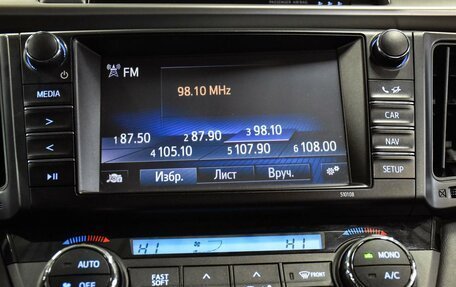 PASSENGER AIRBAG
FM
98.10 MHz
1 87.50 2 87.90 3 98.10
4 105.10 5 107.90 6 108.00
Избр. Лист Вруч.
510108
MEDIA
>
<
CAR
NAV
SETUP
AUTO
OFF
HI HI
FAST
SOFT
FRONT
MONO
A/C